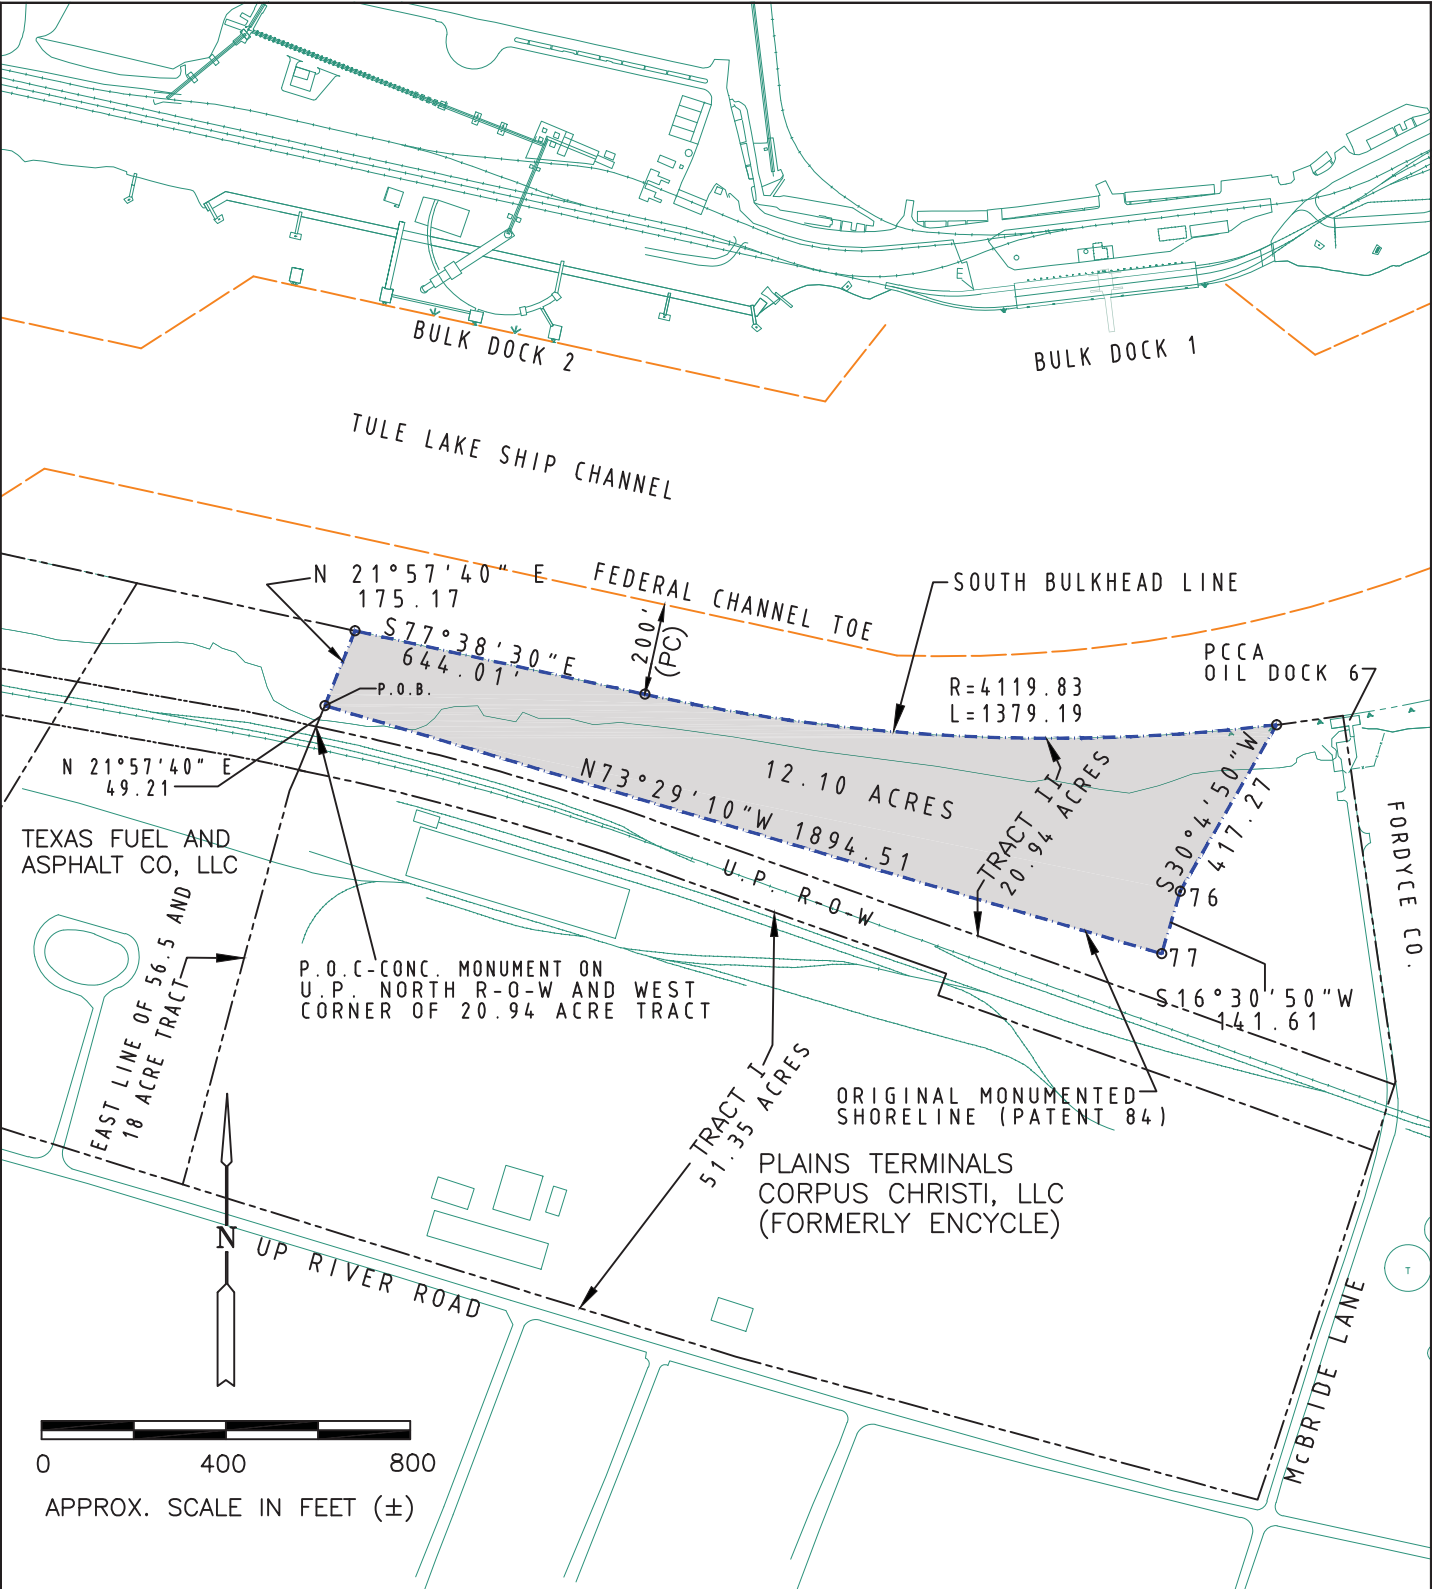 E
BULK DOCK 2
BULK DOCK 1
TULE LAKE SHIP CHANNEL
N 21°57'40" E
175.17
FEDERAL CHANNEL TOE
SOUTH BULKHEAD LINE
S77°38'30"E
644.01'
200'
(PC)
PCCA
OIL DOCK 6
R=4119.83
L=1379.19
P.O.B.
N 21°57'40" E
49.21
12.10 ACRES
N73°29'10"W 1894.51
TRACT II
20.94 ACRES
S30°4'50"W
417.27
FORDYCE CO.
TEXAS FUEL AND
ASPHALT CO, LLC
U.P. R-O-W
76
77
EAST LINE OF 56.5 AND
18 ACRE TRACT
P.O.C-CONC. MONUMENT ON
U.P. NORTH R-O-W AND WEST
CORNER OF 20.94 ACRE TRACT
S16°30'50"W
141.61
TRACT I
51.35 ACRES
ORIGINAL MONUMENTED
SHORELINE (PATENT 84)
PLAINS TERMINALS
CORPUS CHRISTI, LLC
(FORMERLY ENCYCLE)
N
UP RIVER ROAD
T
McBRIDE LANE
0 400 800
APPROX. SCALE IN FEET (±)